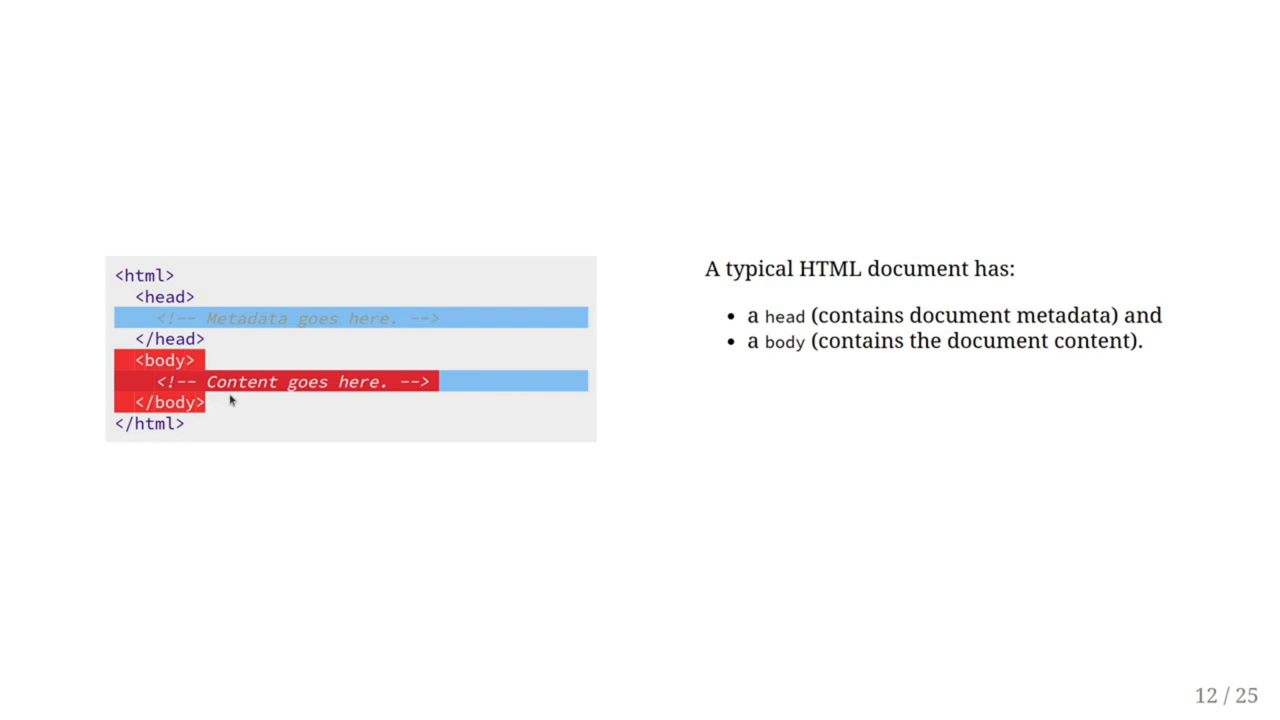 <html>
<head>
<!-- Metadata goes here. -->
</head>
<body>
<!-- Content goes here. -->
</body>
</html>
A typical HTML document has:
• a head (contains document metadata) and
• a body (contains the document content).
12 / 25